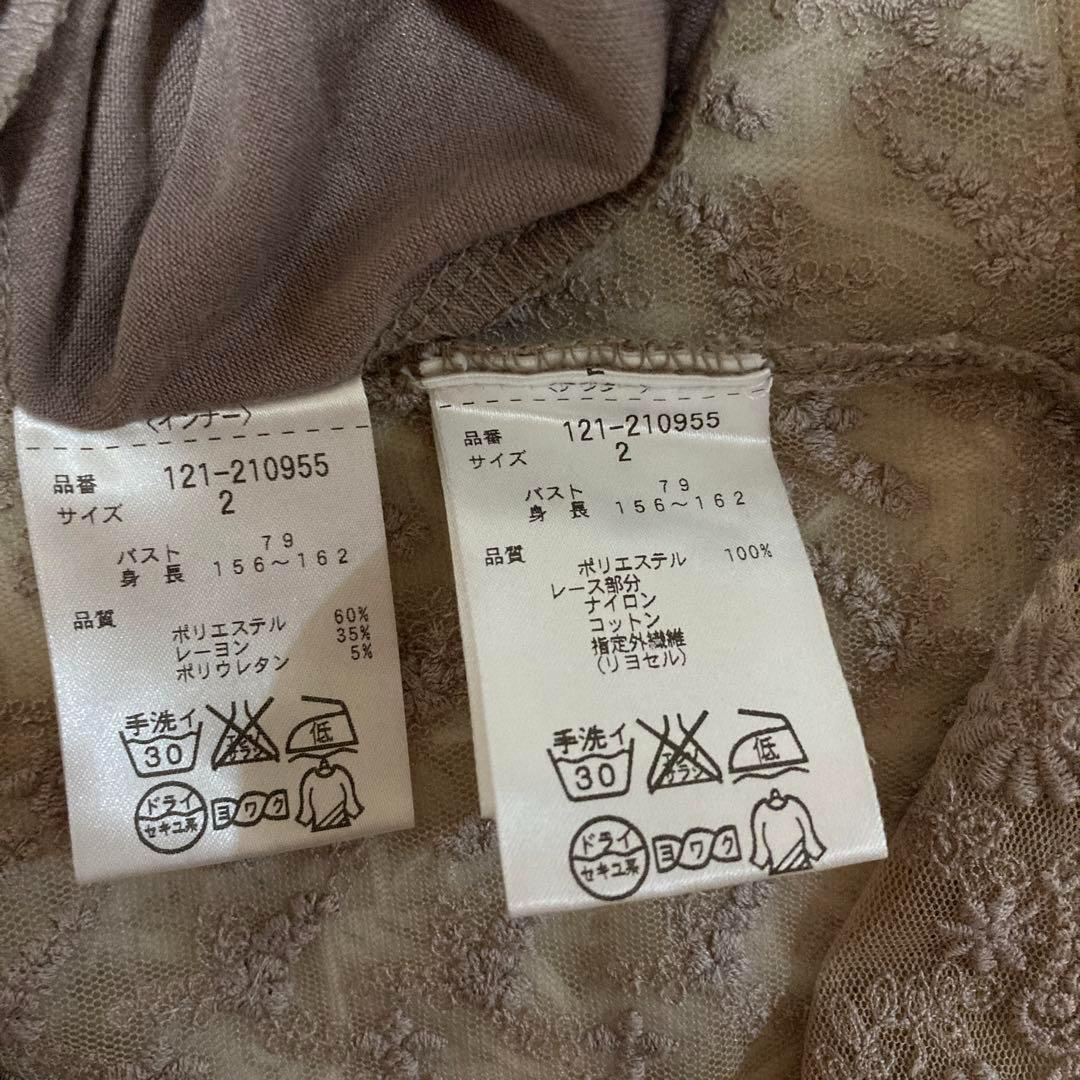 〈インナー〉
品番 121-210955
サイズ 2
バスト 79
身長 156～162
品質
ポリエステル 60%
レーヨン 35%
ポリウレタン 5%
手洗イ
30
低
ドライ
セキユ系
ヨワク
品番 121-210955
サイズ 2
バスト 79
身長 156～162
品質
ポリエステル 100%
レース部分
ナイロン
コットン
指定外繊維
(リヨセル)
手洗イ
30
低
ドライ
セキユ系
ヨワク